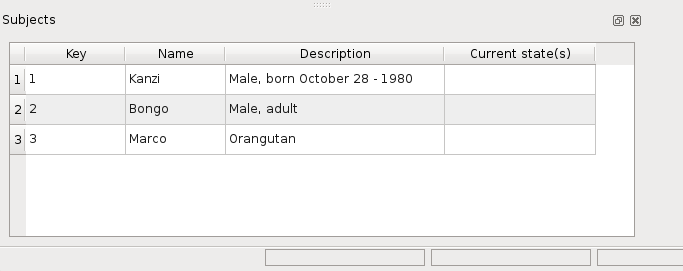 Subjects
Key Name Description Current state(s)
1 1 Kanzi Male, born October 28 - 1980
2 2 Bongo Male, adult
3 3 Marco Orangutan